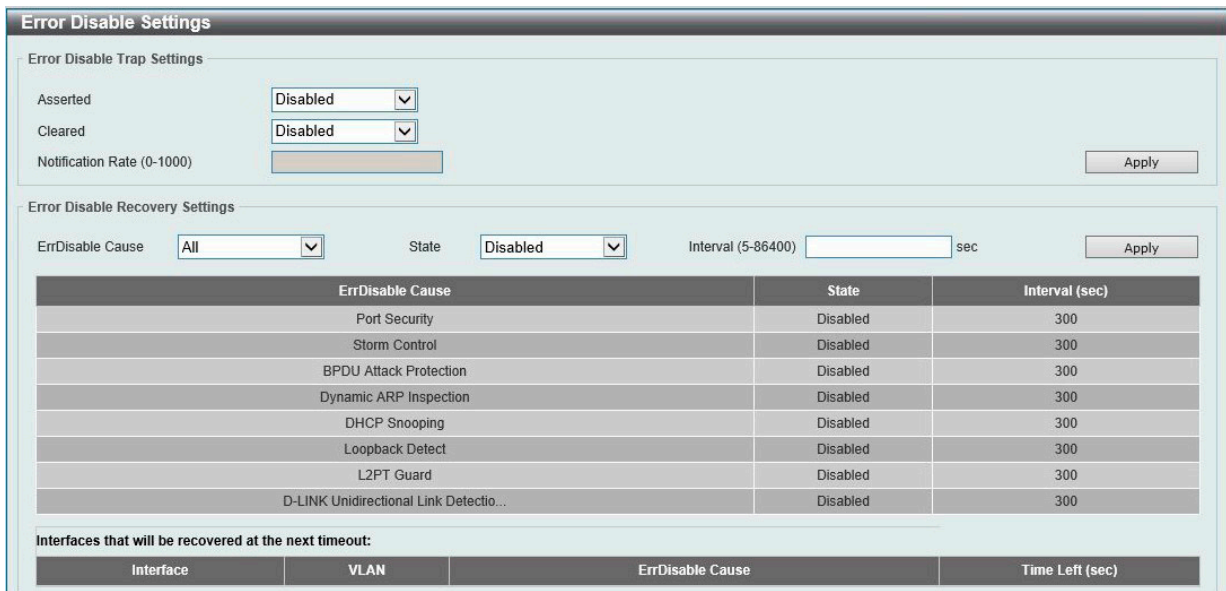 Error Disable Settings
Error Disable Trap Settings
Asserted Disabled
Cleared Disabled
Notification Rate (0-1000) Apply
Error Disable Recovery Settings
ErrDisable Cause All State Disabled Interval (5-86400) sec Apply
ErrDisable Cause State Interval (sec)
Port Security Disabled 300
Storm Control Disabled 300
BPDU Attack Protection Disabled 300
Dynamic ARP Inspection Disabled 300
DHCP Snooping Disabled 300
Loopback Detect Disabled 300
L2PT Guard Disabled 300
D-LINK Unidirectional Link Detectio... Disabled 300
Interfaces that will be recovered at the next timeout:
Interface VLAN ErrDisable Cause Time Left (sec)